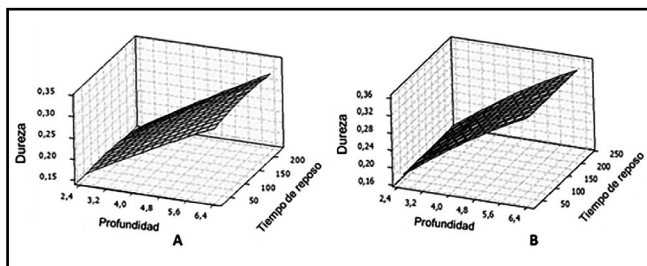 0,35
0,30
0,25
0,20
0,15
Dureza
2,4 3,2 4,0 4,8 5,6 6,4
Profundidad
50 100 150 200
Tiempo de reposo
A
0,36
0,32
0,28
0,24
0,20
0,16
Dureza
2,4 3,2 4,0 4,8 5,6 6,4
Profundidad
50 100 150 200 250
Tiempo de reposo
B